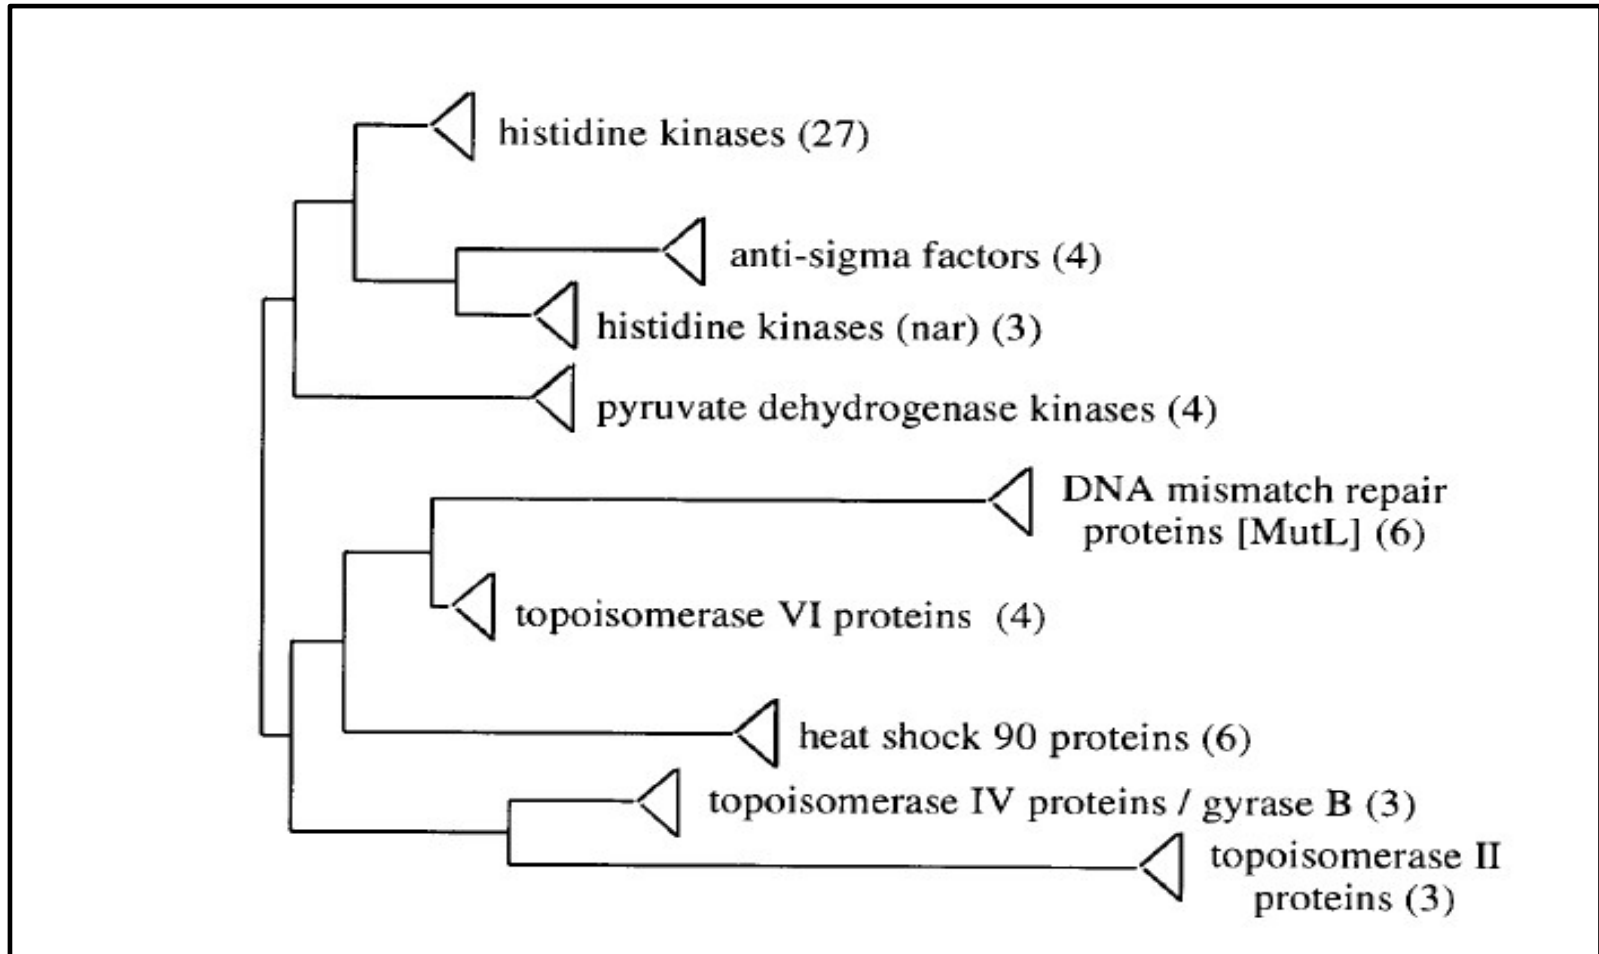 histidine kinases (27)
anti-sigma factors (4)
histidine kinases (nar) (3)
pyruvate dehydrogenase kinases (4)
DNA mismatch repair
proteins [MutL] (6)
topoisomerase VI proteins (4)
heat shock 90 proteins (6)
topoisomerase IV proteins / gyrase B (3)
topoisomerase II
proteins (3)